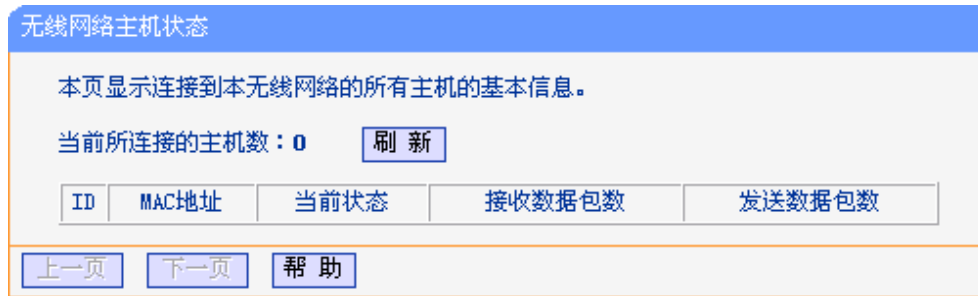 无线网络主机状态
本页显示连接到本无线网络的所有主机的基本信息。
当前所连接的主机数：0 刷 新
ID MAC地址 当前状态 接收数据包数 发送数据包数
上一页 下一页 帮 助